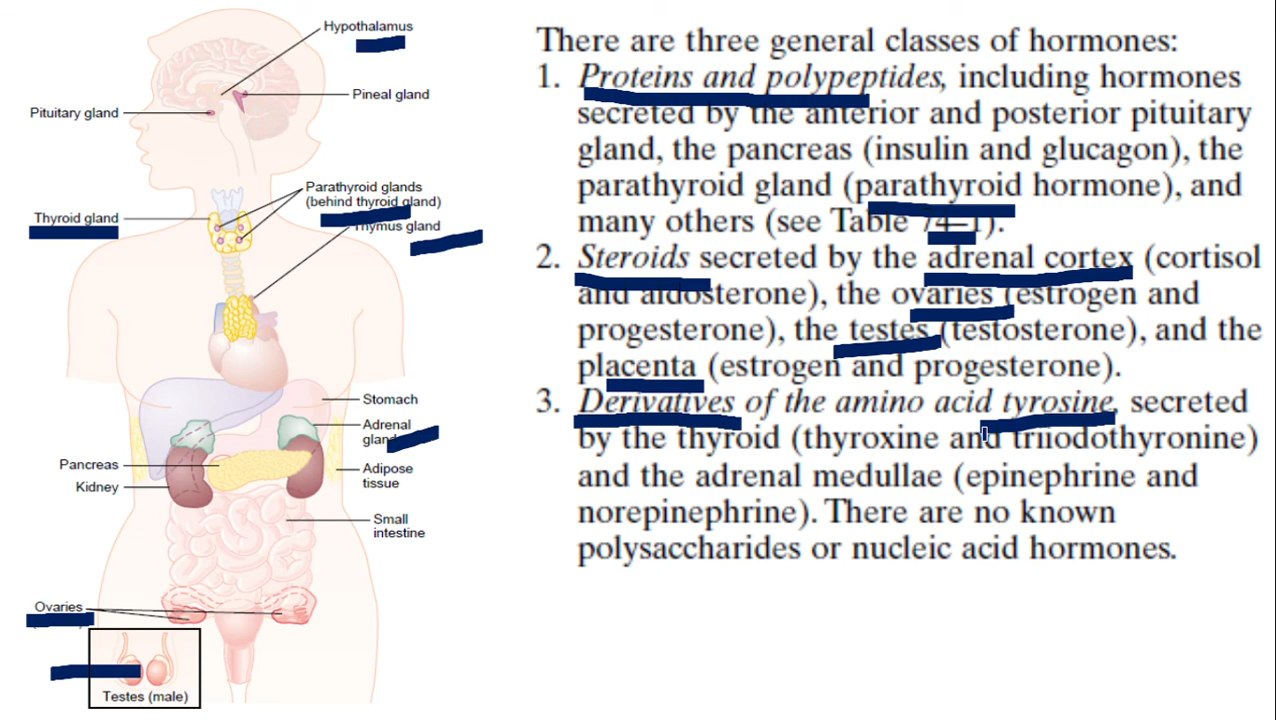 Hypothalamus
Pineal gland
Pituitary gland
Parathyroid glands
(behind thyroid gland)
Thyroid gland
Thymus gland
Stomach
Adrenal
gland
Pancreas
Kidney
Adipose
tissue
Small
intestine
Ovaries
Testes (male)
There are three general classes of hormones:
1. Proteins and polypeptides, including hormones
secreted by the anterior and posterior pituitary
gland, the pancreas (insulin and glucagon), the
parathyroid gland (parathyroid hormone), and
many others (see Table 74–1).
2. Steroids secreted by the adrenal cortex (cortisol
and aldosterone), the ovaries (estrogen and
progesterone), the testes (testosterone), and the
placenta (estrogen and progesterone).
3. Derivatives of the amino acid tyrosine, secreted
by the thyroid (thyroxine and triiodothyronine)
and the adrenal medullae (epinephrine and
norepinephrine). There are no known
polysaccharides or nucleic acid hormones.